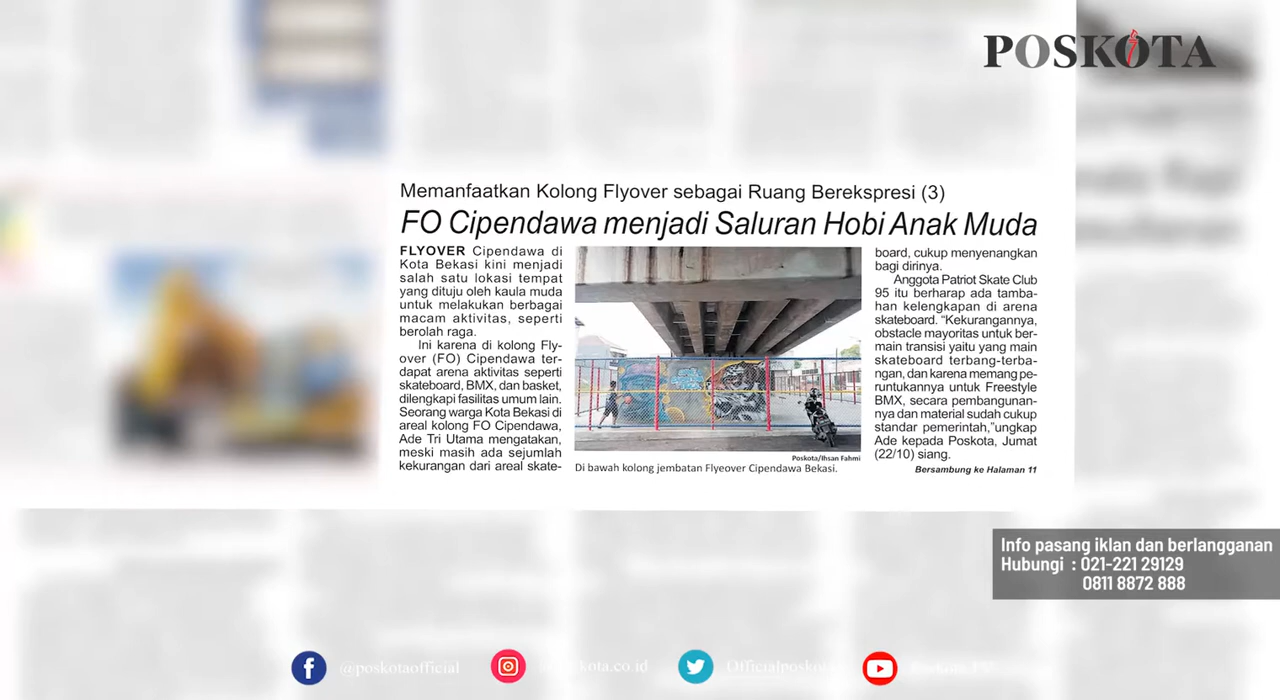 POSKOTA
Memanfaatkan Kolong Flyover sebagai Ruang Berekspresi (3)
FO Cipendawa menjadi Saluran Hobi Anak Muda
FLYOVER Cipendawa di
Kota Bekasi kini menjadi
salah satu lokasi tempat
yang dituju oleh kaula muda
untuk melakukan berbagai
macam aktivitas, seperti
berolah raga.
Ini karena di kolong Fly-
over (FO) Cipendawa ter-
dapat arena aktivitas seperti
skateboard, BMX, dan basket,
dilengkapi fasilitas umum lain.
Seorang warga Kota Bekasi di
areal kolong FO Cipendawa,
Ade Tri Utama mengatakan,
meski masih ada sejumlah
kekurangan dari areal skate-
Poskota/Ihsan Fahmi
Di bawah kolong jembatan Flyeover Cipendawa Bekasi.
board, cukup menyenangkan
bagi dirinya.
Anggota Patriot Skate Club
95 itu berharap ada tamba-
han kelengkapan di arena
skateboard. "Kekurangannya,
obstacle mayoritas untuk ber-
main transisi yaitu yang main
skateboard terbang-terba-
ngan, dan karena memang pe-
runtukannya untuk Freestyle
BMX, secara pembangunan-
nya dan material sudah cukup
standar pemerintah,"ungkap
Ade kepada Poskota, Jumat
(22/10) siang.
Bersambung ke Halaman 11
Info pasang iklan dan berlangganan
Hubungi : 021-221 29129
0811 8872 888
@poskotaofficial
kota.co.id
Officialposkota